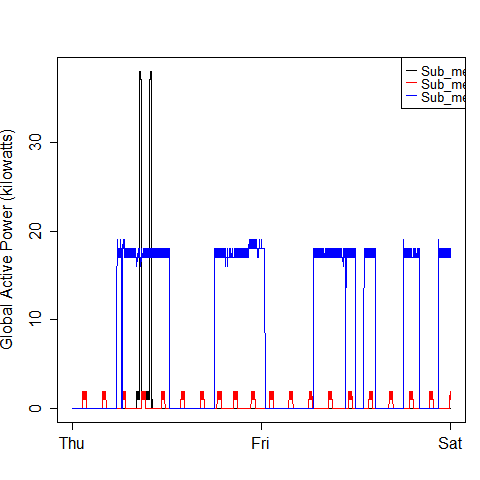 Sub_me
Sub_me
Sub_me
Global Active Power (kilowatts)
30
20
10
0
Thu Fri Sat